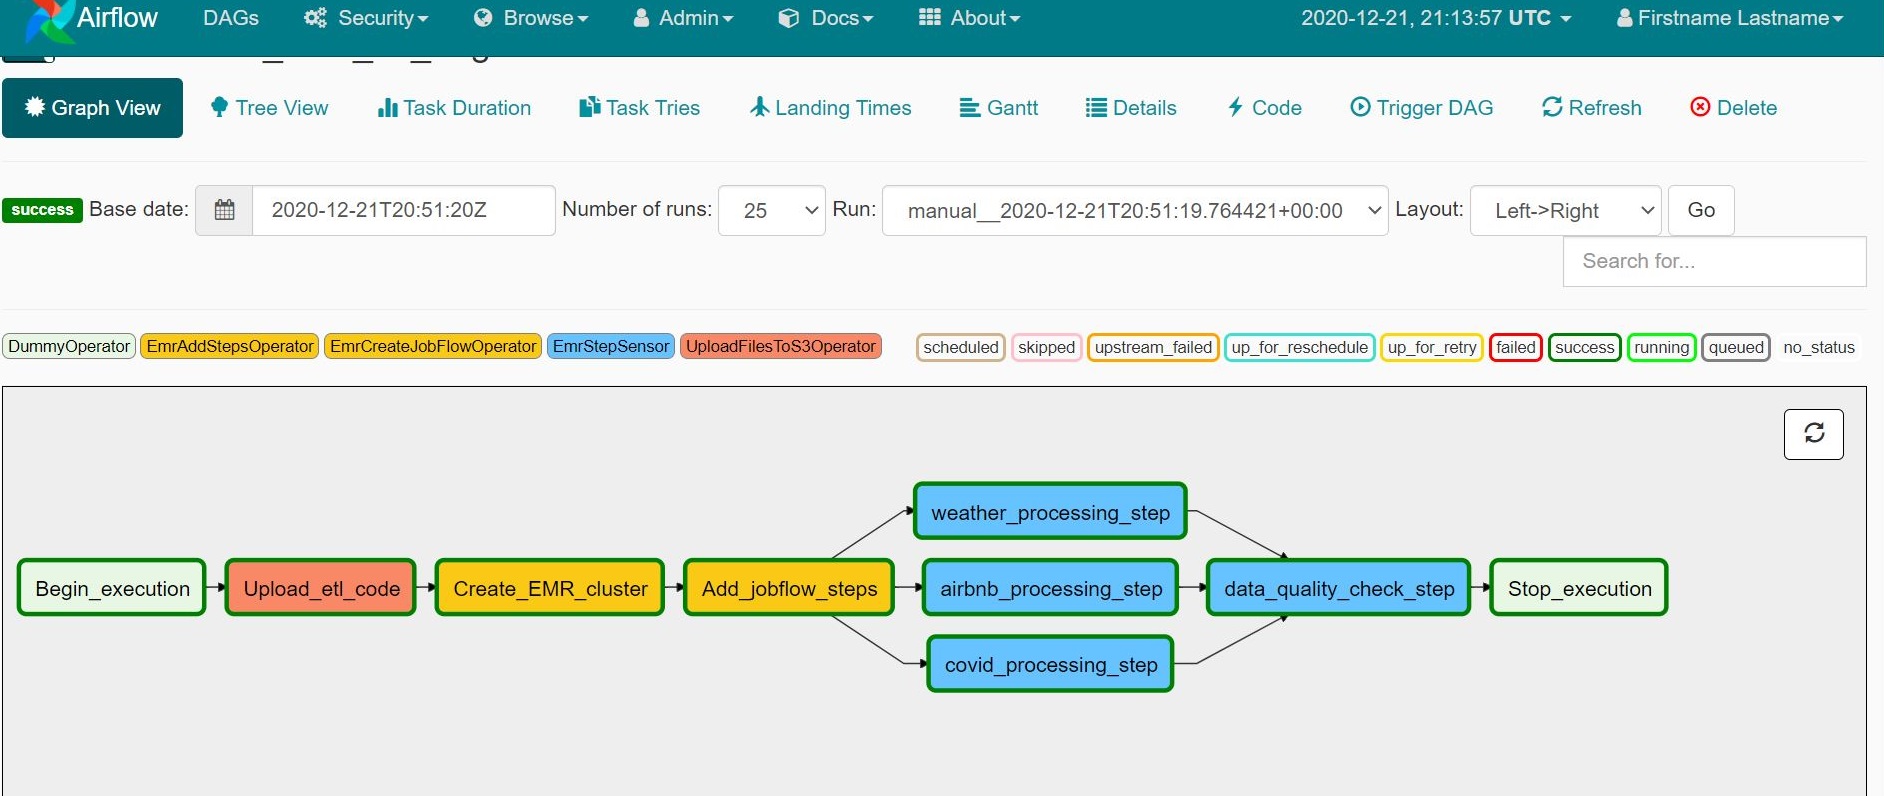 Airflow DAGs Security Browse Admin Docs About 2020-12-21, 21:13:57 UTC Firstname Lastname
Graph View Tree View Task Duration Task Tries Landing Times Gantt Details Code Trigger DAG Refresh Delete
success Base date: 2020-12-21T20:51:20Z Number of runs: 25 Run: manual__2020-12-21T20:51:19.764421+00:00 Layout: Left->Right Go
Search for...
DummyOperator EmrAddStepsOperator EmrCreateJobFlowOperator EmrStepSensor UploadFilesToS3Operator scheduled skipped upstream_failed up_for_reschedule up_for_retry failed success running queued no_status
weather_processing_step
Begin_execution Upload_etl_code Create_EMR_cluster Add_jobflow_steps airbnb_processing_step data_quality_check_step Stop_execution
covid_processing_step